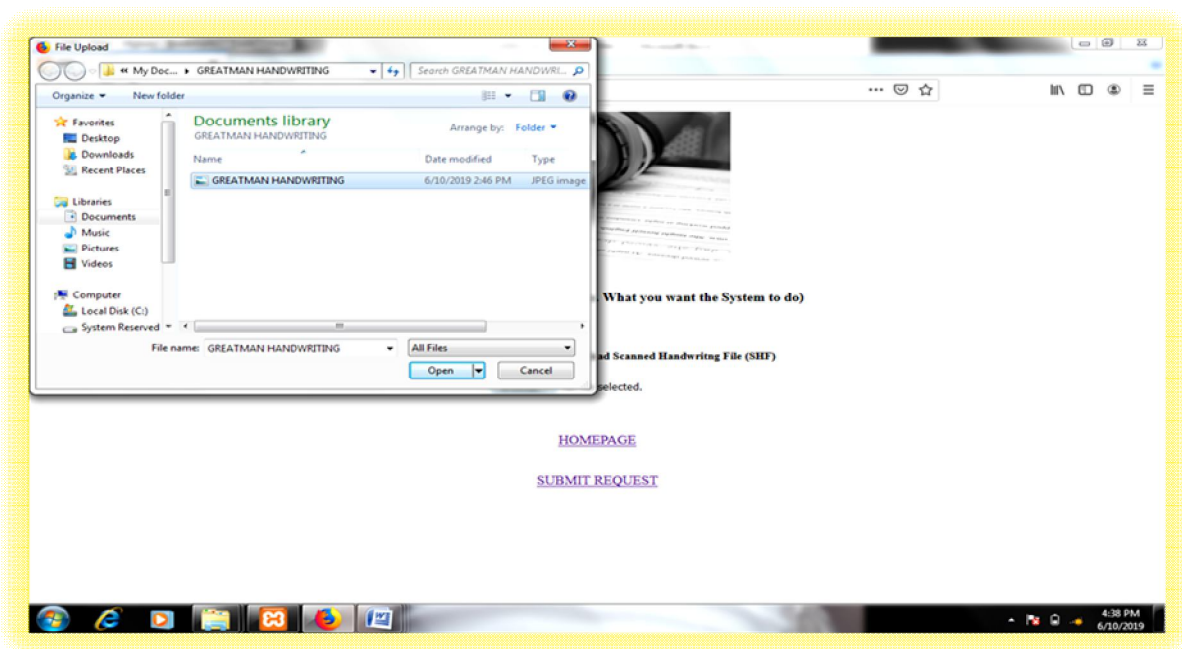 File Upload
« My Doc... ▸ GREATMAN HANDWRITING
Search GREATMAN HANDWRI...
Organize New folder
Favorites
Desktop
Downloads
Recent Places
Libraries
Documents
Music
Pictures
Videos
Computer
Local Disk (C:)
System Reserved
Documents library
GREATMAN HANDWRITING
Arrange by: Folder
Name Date modified Type
GREATMAN HANDWRITING 6/10/2019 2:46 PM JPEG image
File name: GREATMAN HANDWRITING
All Files
Open Cancel
What you want the System to do)
ad Scanned Handwritng File (SHF)
selected.
HOMEPAGE
SUBMIT REQUEST
4:38 PM
6/10/2019